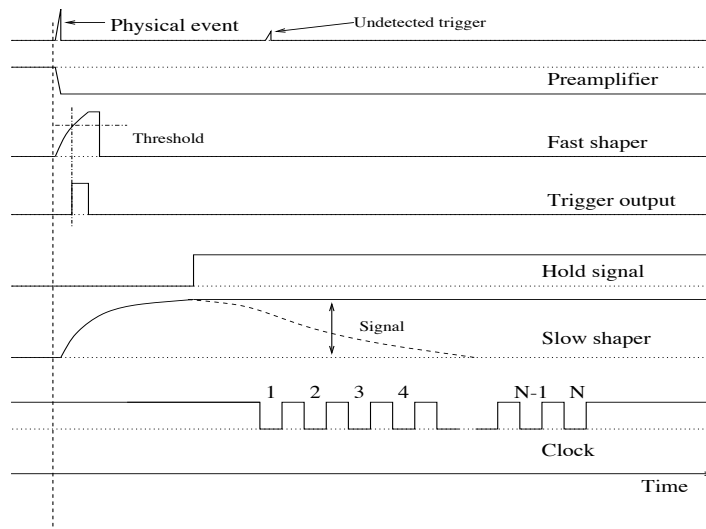 Physical event
Undetected trigger
Preamplifier
Threshold
Fast shaper
Trigger output
Hold signal
Signal
Slow shaper
1 2 3 4 N-1 N
Clock
Time